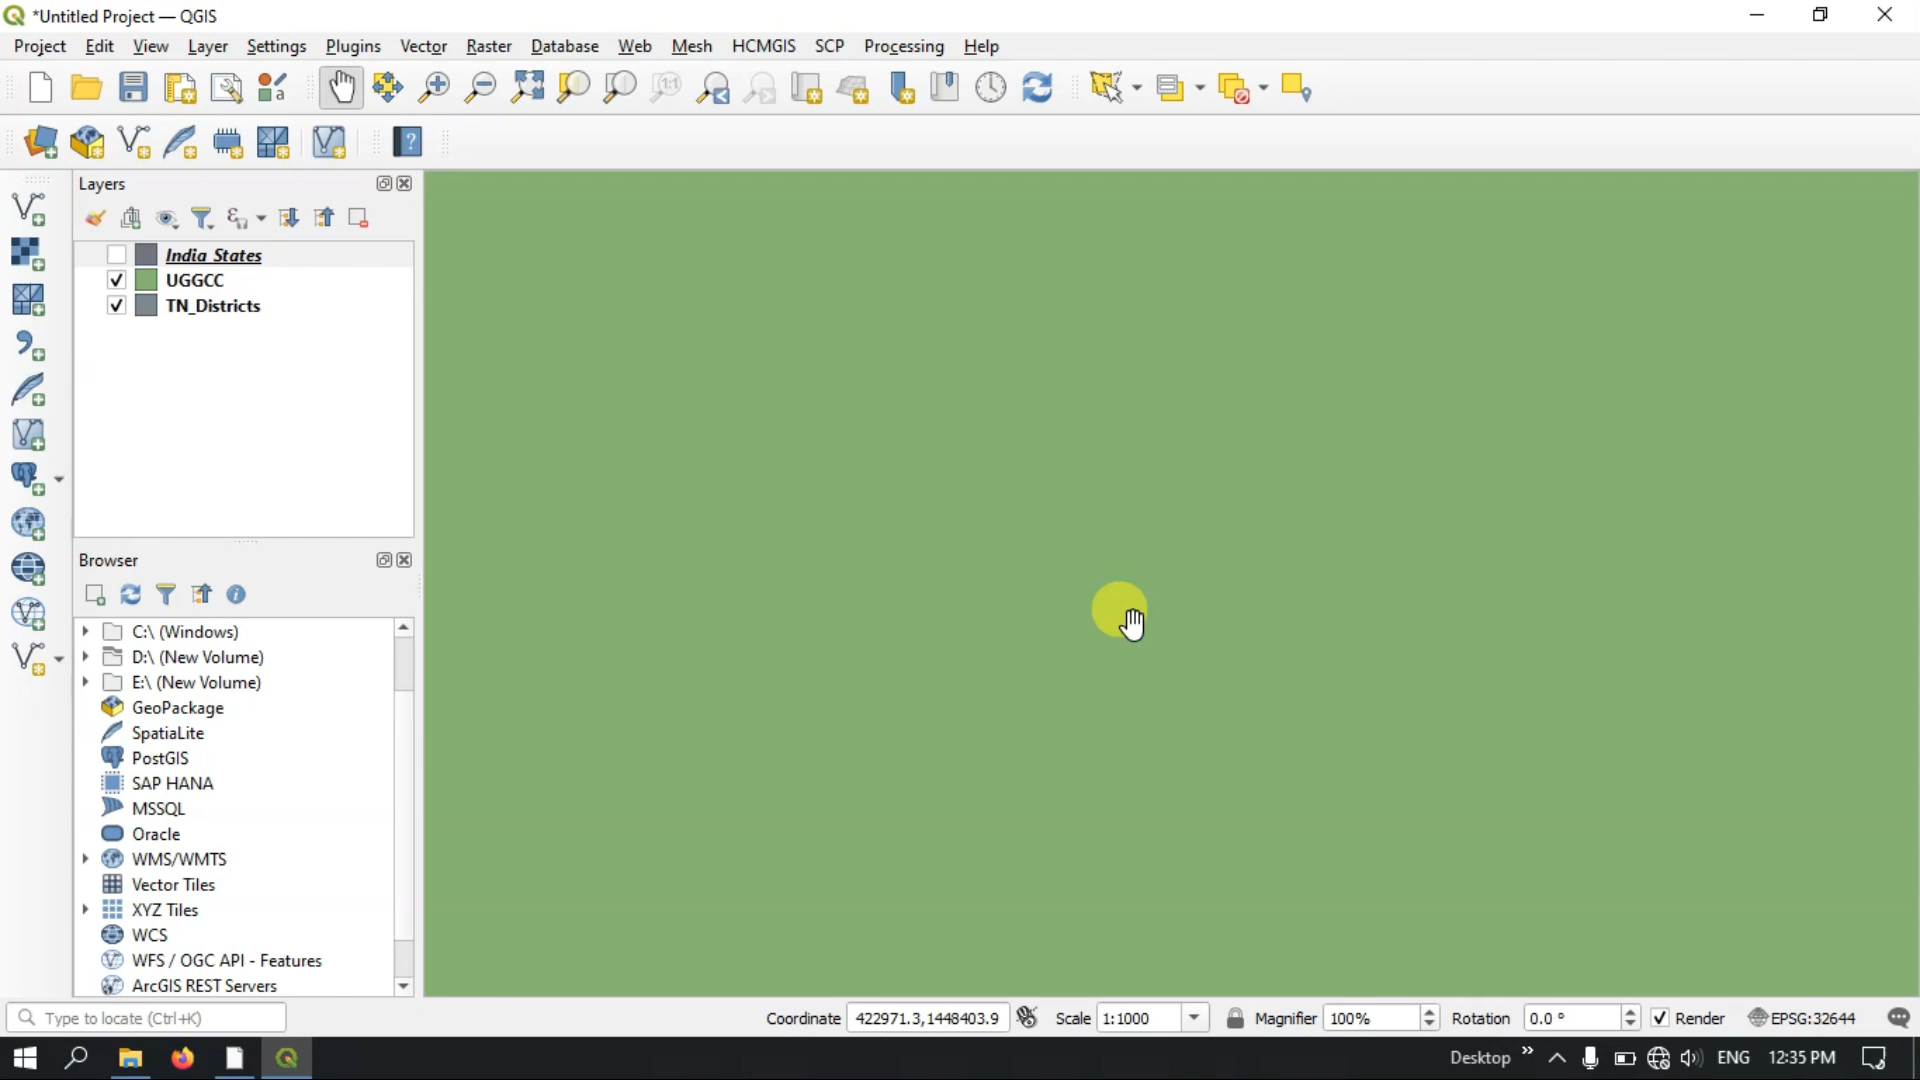 *Untitled Project — QGIS
Project Edit View Layer Settings Plugins Vector Raster Database Web Mesh HCMGIS SCP Processing Help
Layers
India_States
UGGCC
TN_Districts
Browser
C:\ (Windows)
D:\ (New Volume)
E:\ (New Volume)
GeoPackage
SpatiaLite
PostGIS
SAP HANA
MSSQL
Oracle
WMS/WMTS
Vector Tiles
XYZ Tiles
WCS
WFS / OGC API - Features
ArcGIS REST Servers
Type to locate (Ctrl+K) Coordinate 422971.3,1448403.9 Scale 1:1000 Magnifier 100% Rotation 0.0 ° Render EPSG:32644
Desktop » ENG 12:35 PM